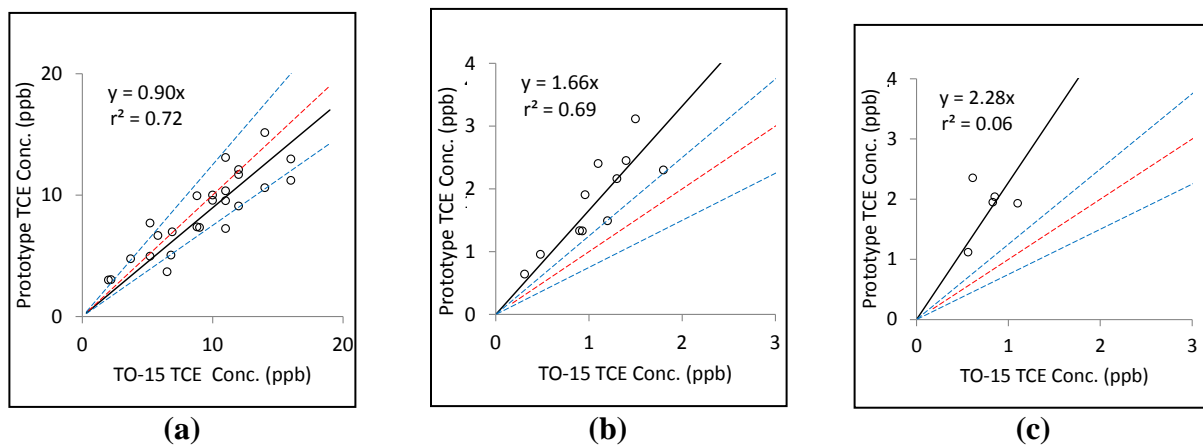 20
10
0
0
10
20
y = 0.90x
r² = 0.72
Prototype TCE Conc. (ppb)
TO-15 TCE Conc. (ppb)
(a)
4
3
2
1
0
0
1
2
3
y = 1.66x
r² = 0.69
Prototype TCE Conc. (ppb)
TO-15 TCE Conc. (ppb)
(b)
4
3
2
1
0
0
1
2
3
y = 2.28x
r² = 0.06
Prototype TCE Conc. (ppb)
TO-15 TCE Conc. (ppb)
(c)